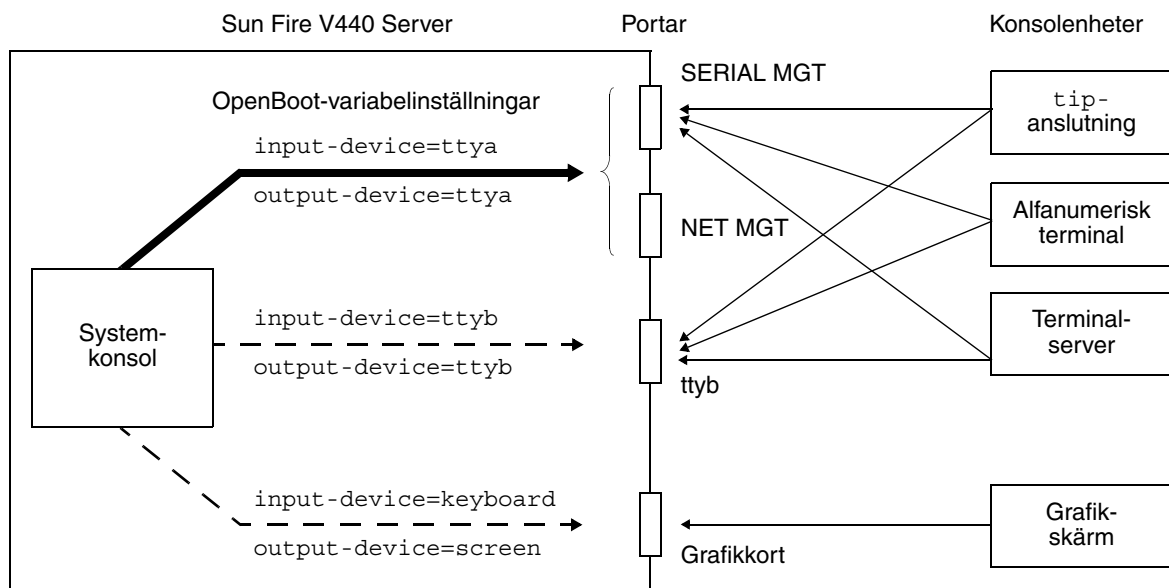 Sun Fire V440 Server
Portar
Konsolenheter
OpenBoot-variabelinställningar
input-device=ttya
output-device=ttya
SERIAL MGT
NET MGT
tip-
anslutning
Alfanumerisk
terminal
System-
konsol
input-device=ttyb
output-device=ttyb
ttyb
Terminal-
server
input-device=keyboard
output-device=screen
Grafikkort
Grafik-
skärm